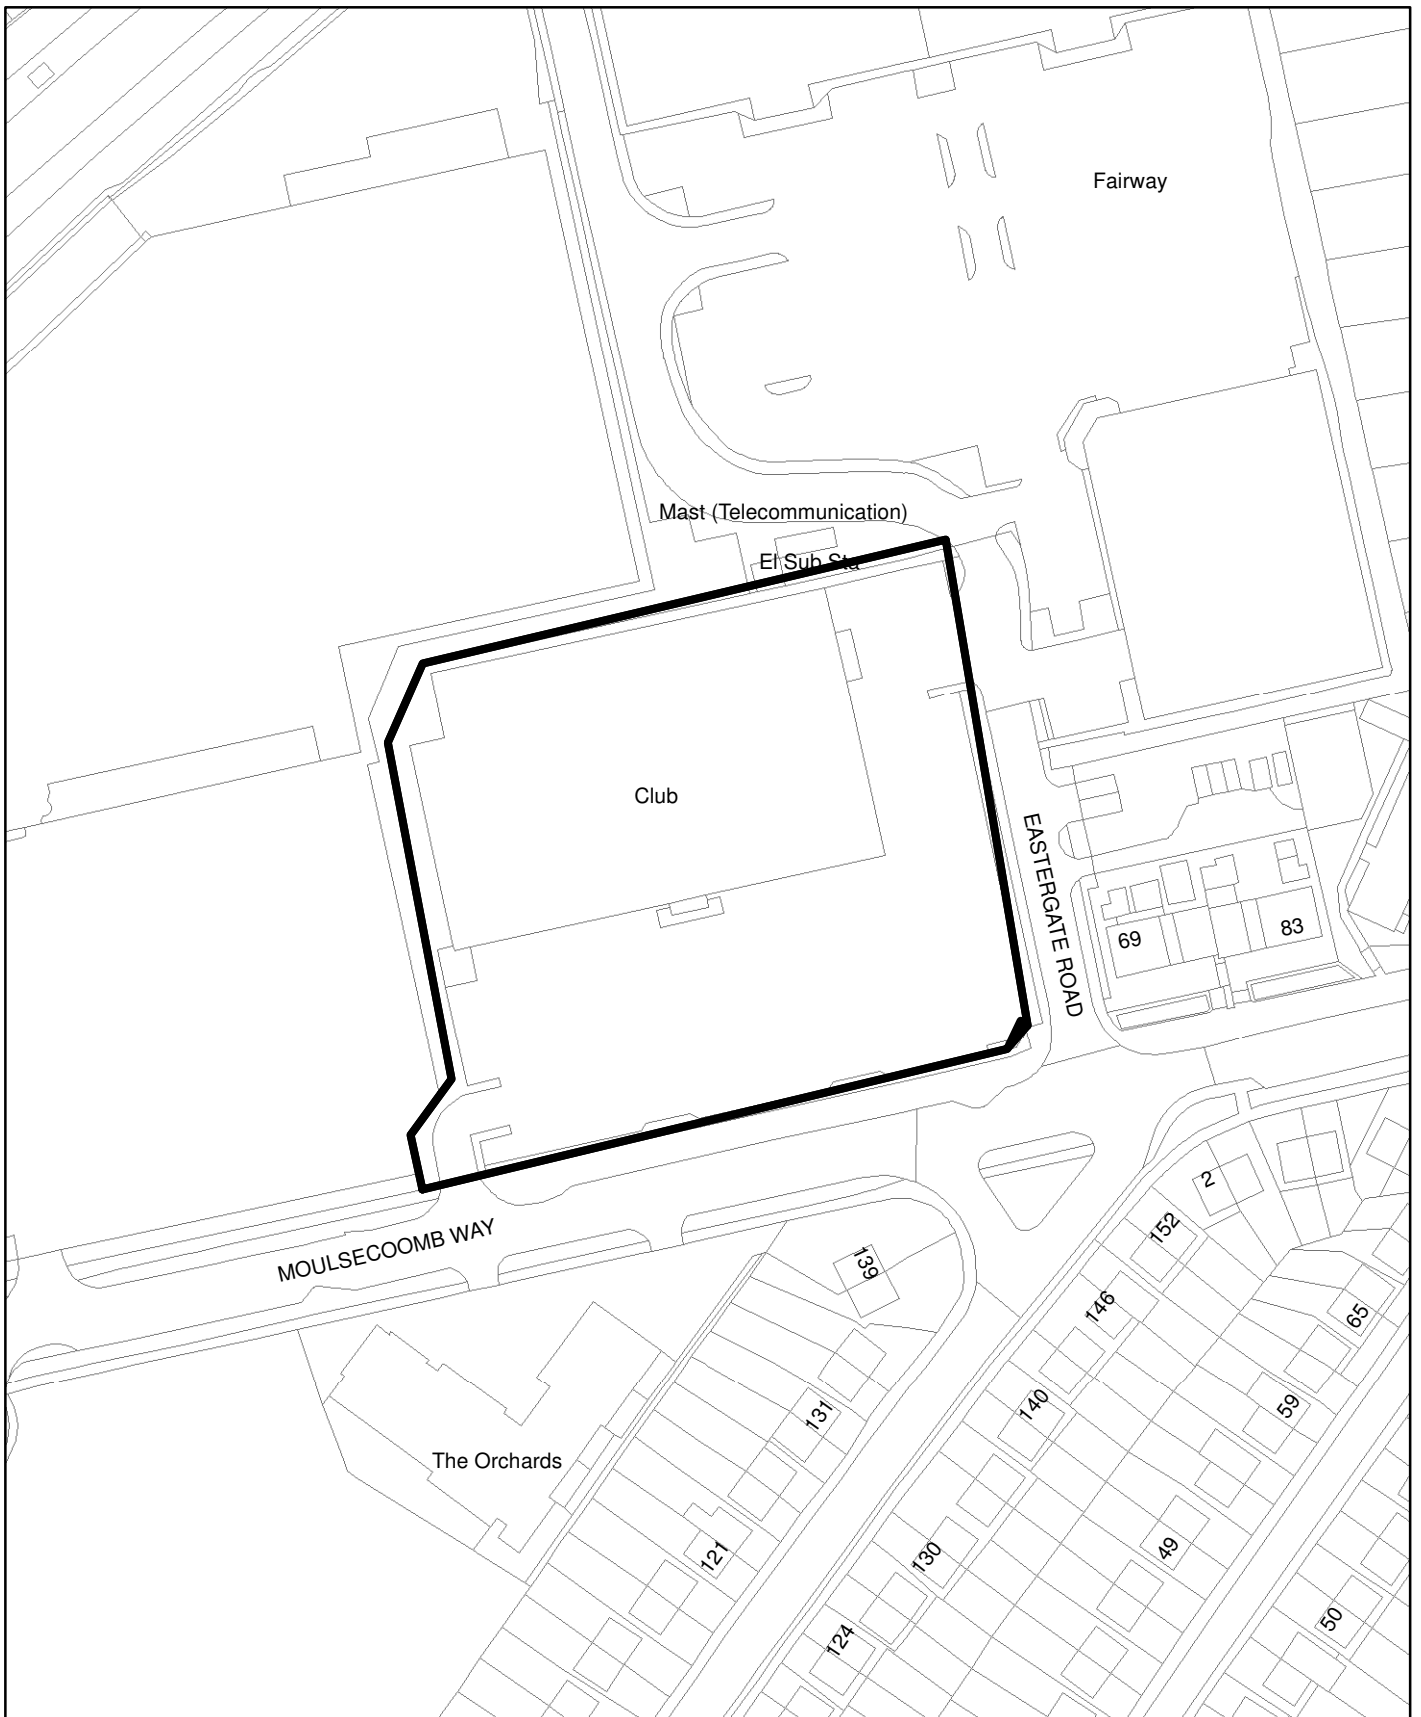 Fairway
Mast (Telecommunication)
El Sub Sta
Club
EASTERGATE ROAD
69
83
2
152
MOULSECOOMB WAY
139
146
65
140
59
131
The Orchards
121
130
49
50
124